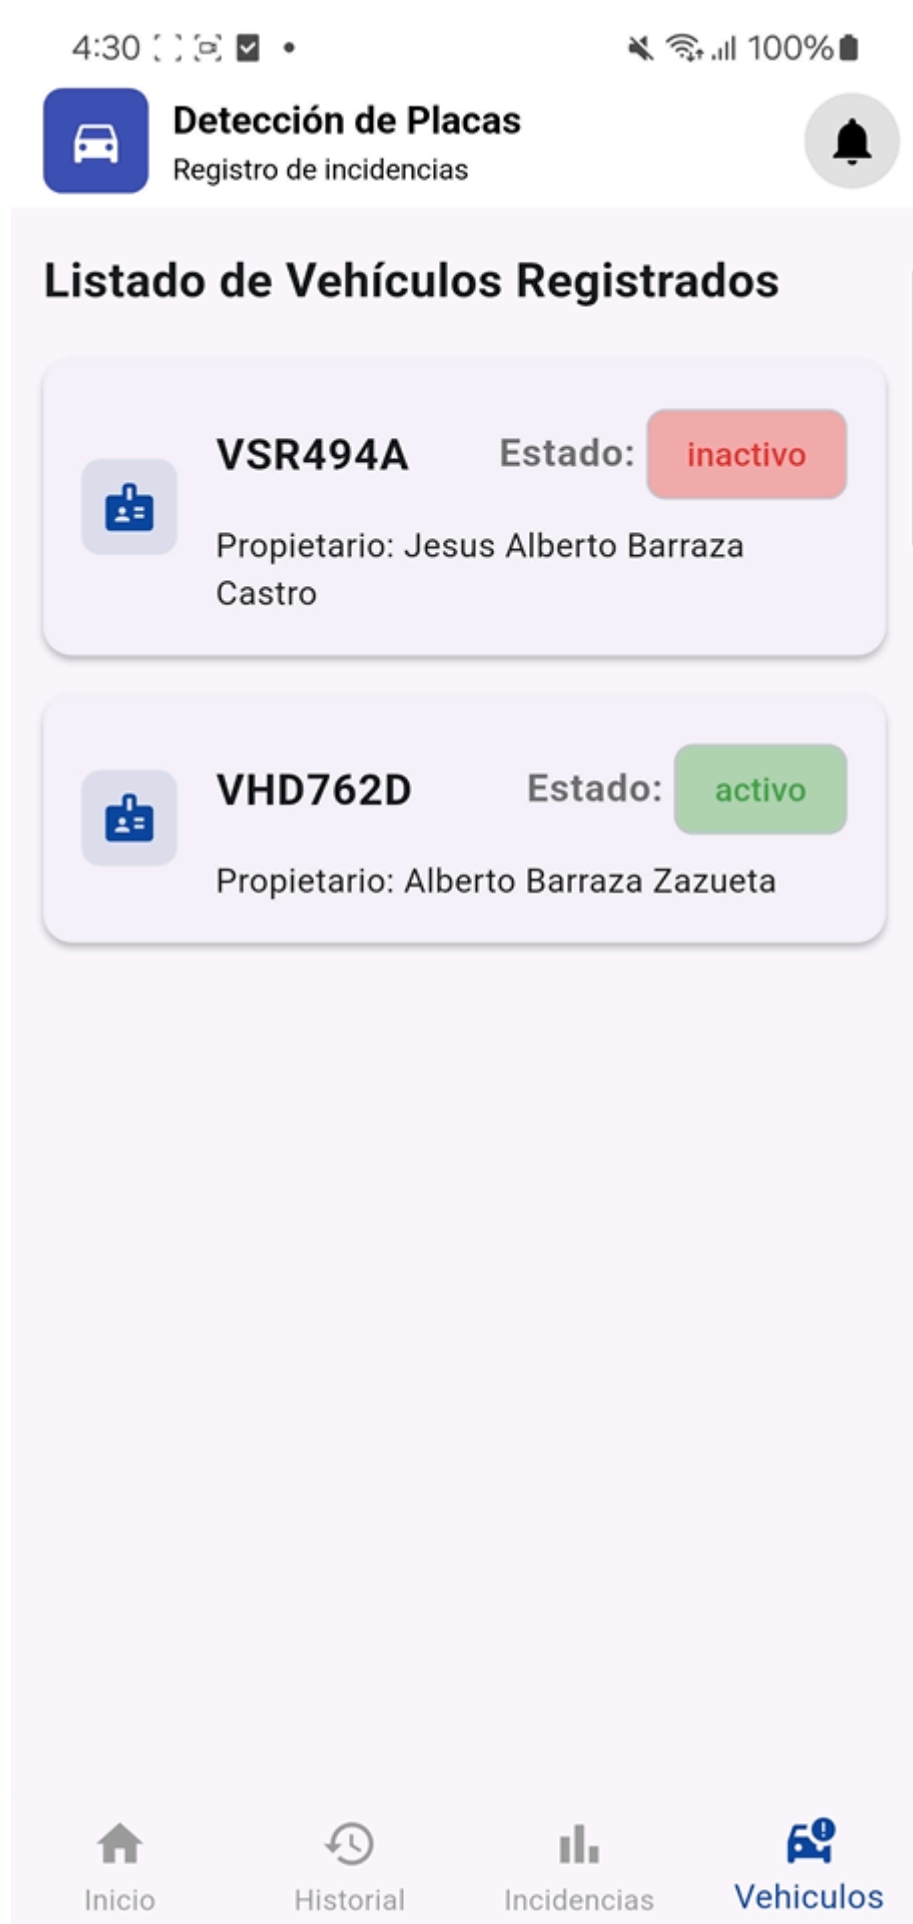 4:30 100%
Detección de Placas
Registro de incidencias
Listado de Vehículos Registrados
VSR494A Estado: inactivo
Propietario: Jesus Alberto Barraza
Castro
VHD762D Estado: activo
Propietario: Alberto Barraza Zazueta
Inicio Historial Incidencias Vehiculos